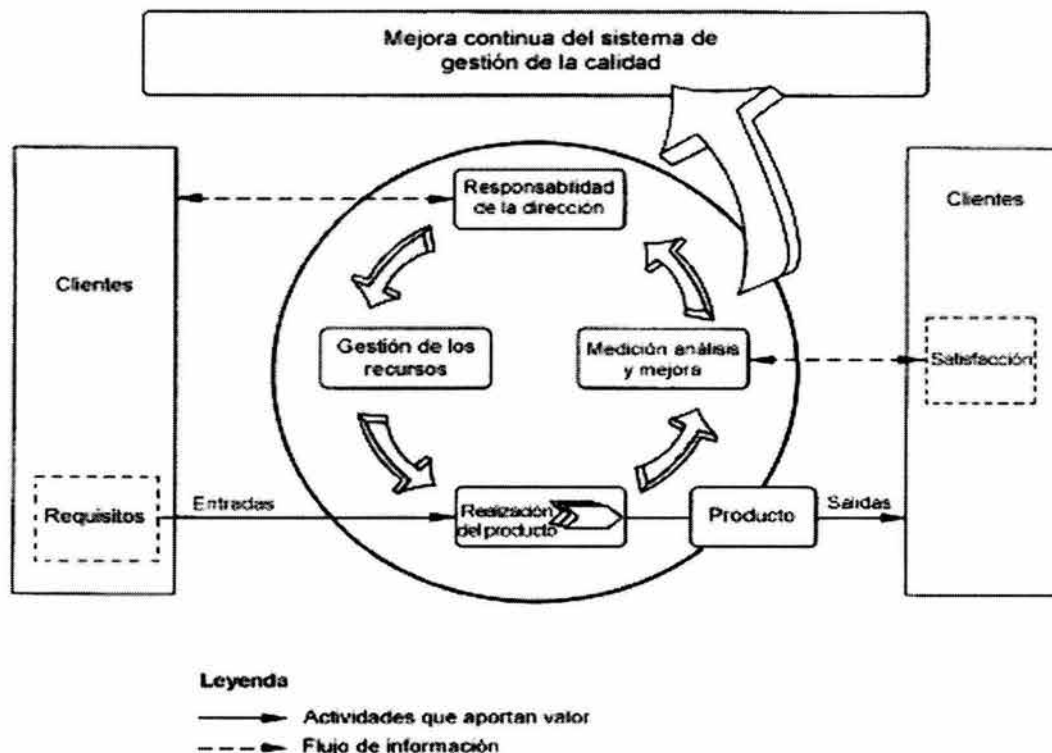 Mejora continua del sistema de
gestión de la calidad
Responsabilidad
de la dirección
Clientes
Clientes
Gestión de los
recursos
Medición análisis
y mejora
Satisfacción
Requisitos
Entradas
Realización
del producto
Producto
Salidas
Leyenda
Actividades que aportan valor
Flujo de información